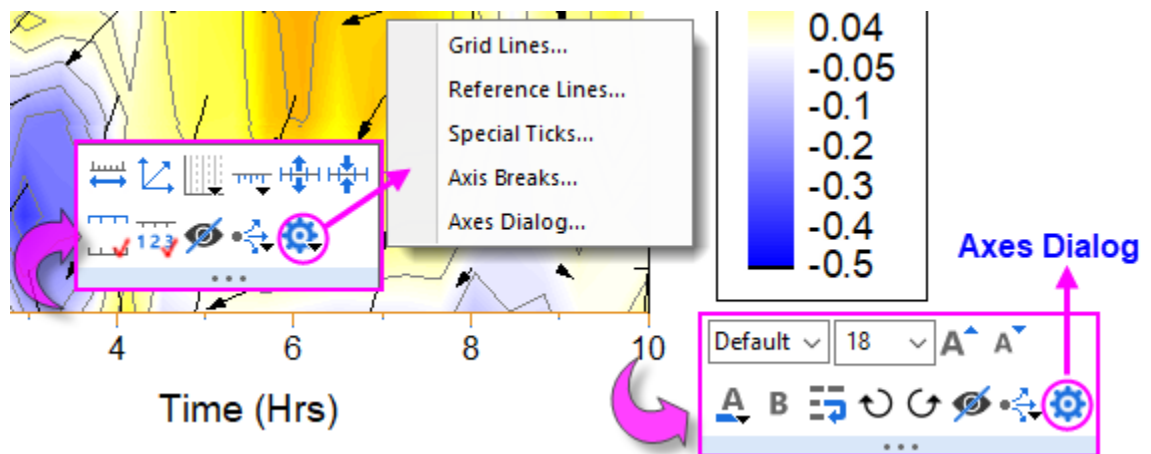 Grid Lines...
Reference Lines...
Special Ticks...
Axis Breaks...
Axes Dialog...
0.04
-0.05
-0.1
-0.2
-0.3
-0.4
-0.5
123
4 6 8 10
Time (Hrs)
Axes Dialog
Default 18 A A
A B